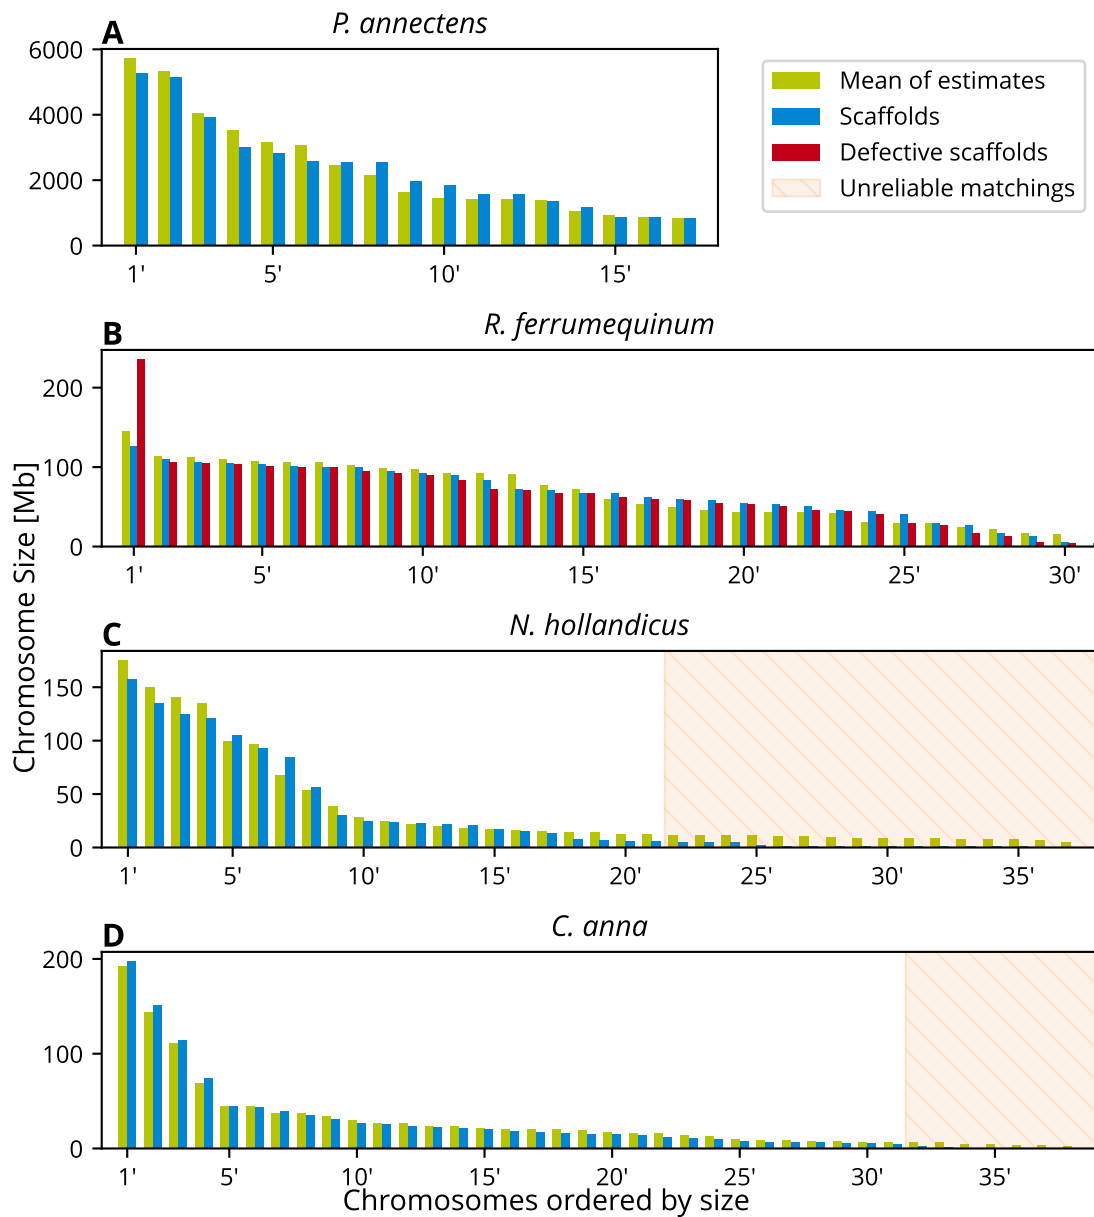 A
P. annectens
6000
4000
2000
0
1' 5' 10' 15'
Mean of estimates
Scaffolds
Defective scaffolds
Unreliable matchings
B
R. ferrumequinum
200
100
0
1' 5' 10' 15' 20' 25' 30'
Chromosome Size [Mb]
C
N. hollandicus
150
100
50
0
1' 5' 10' 15' 20' 25' 30' 35'
D
C. anna
200
100
0
1' 5' 10' 15' 20' 25' 30' 35'
Chromosomes ordered by size